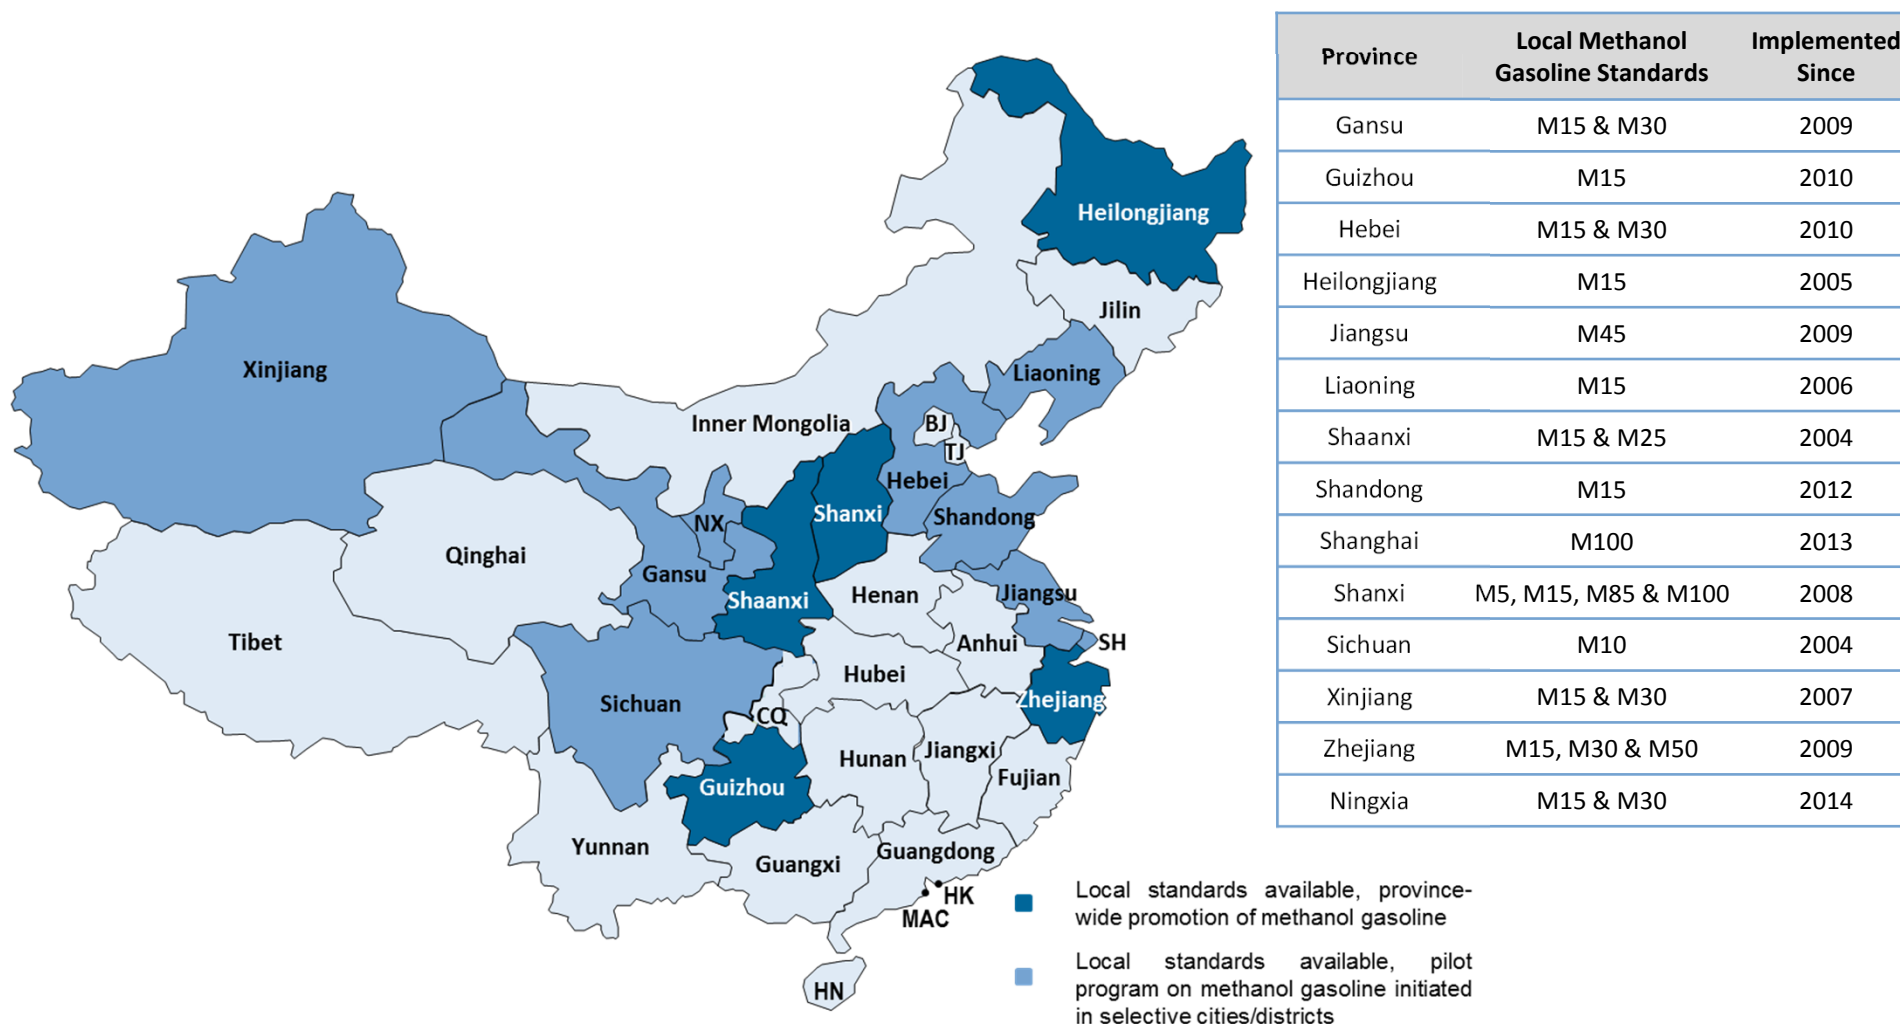 Province
Local Methanol
Gasoline Standards
Implemented
Since
Gansu M15 & M30 2009
Guizhou M15 2010
Hebei M15 & M30 2010
Heilongjiang M15 2005
Jiangsu M45 2009
Liaoning M15 2006
Shaanxi M15 & M25 2004
Shandong M15 2012
Shanghai M100 2013
Shanxi M5, M15, M85 & M100 2008
Sichuan M10 2004
Xinjiang M15 & M30 2007
Zhejiang M15, M30 & M50 2009
Ningxia M15 & M30 2014
Heilongjiang
Jilin
Xinjiang
Liaoning
Inner Mongolia
BJ
TJ
Hebei
Shanxi
Shandong
NX
Qinghai
Gansu
Shaanxi
Henan
Jiangsu
Tibet
Anhui
SH
Hubei
Sichuan
Zhejiang
CQ
Hunan
Jiangxi
Fujian
Guizhou
Yunnan
Guangxi
Guangdong
HK
MAC
HN
Local standards available, province-
wide promotion of methanol gasoline
Local standards available, pilot
program on methanol gasoline initiated
in selective cities/districts